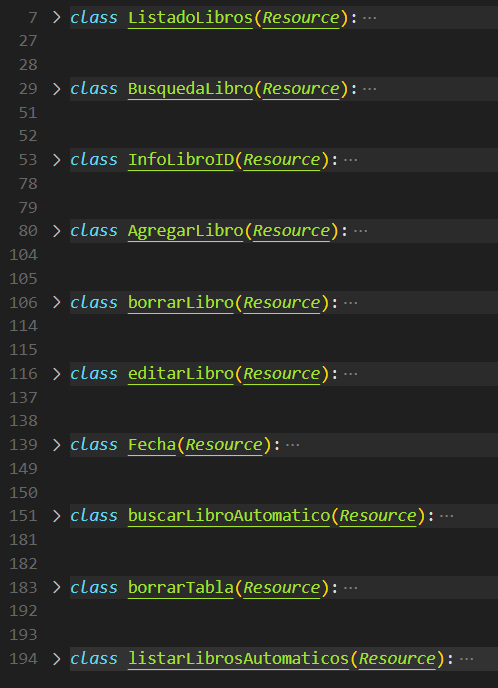 7 > class ListadoLibros(Resource): ···
27
28
29 > class BusquedaLibro(Resource): ···
51
52
53 > class InfoLibroID(Resource): ···
78
79
80 > class AgregarLibro(Resource): ···
104
105
106 > class borrarLibro(Resource): ···
114
115
116 > class editarLibro(Resource): ···
137
138
139 > class Fecha(Resource): ···
149
150
151 > class buscarLibroAutomatico(Resource): ···
181
182
183 > class borrarTabla(Resource): ···
192
193
194 > class listarLibrosAutomaticos(Resource): ···